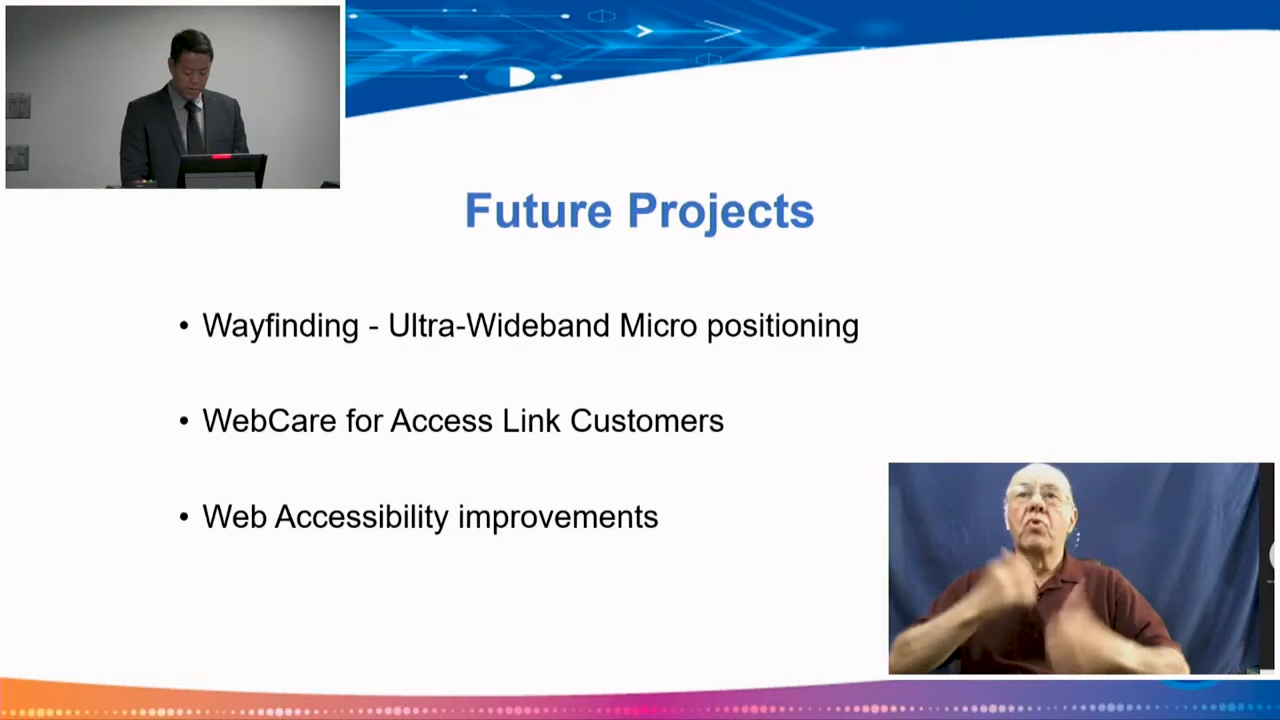 Future Projects
• Wayfinding - Ultra-Wideband Micro positioning
• WebCare for Access Link Customers
• Web Accessibility improvements